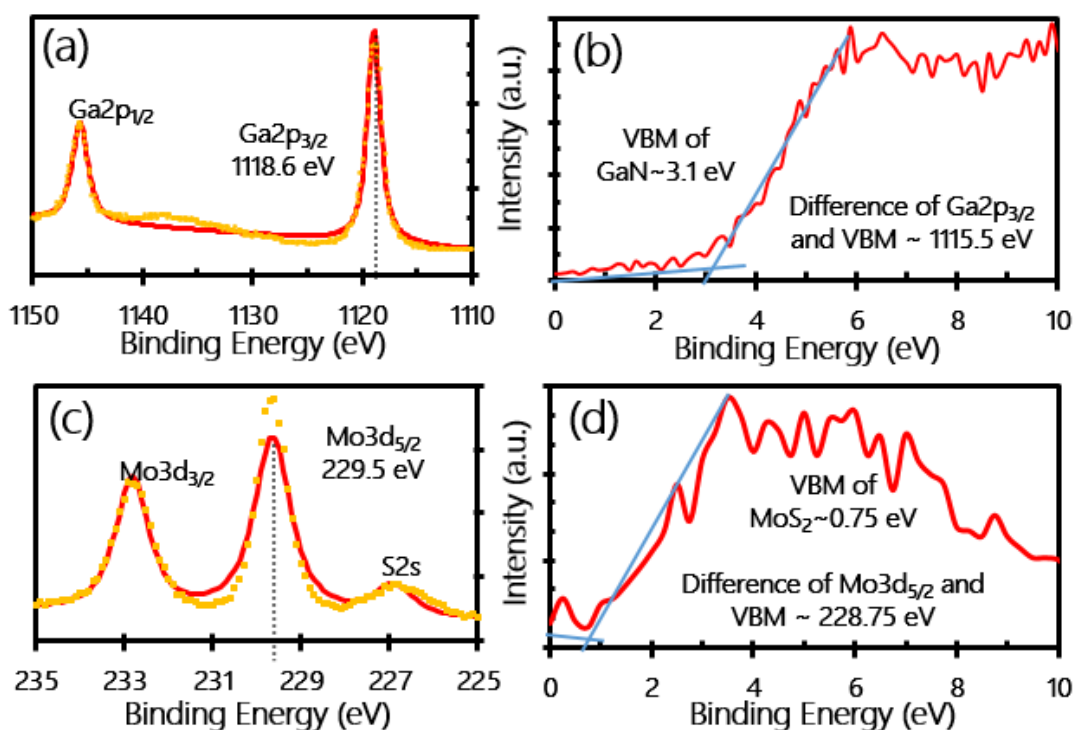 (a)
Ga2p1/2
Ga2p3/2
1118.6 eV
1150 1140 1130 1120 1110
Binding Energy (eV)
Intensity (a.u.)
(b)
VBM of
GaN~3.1 eV
Difference of Ga2p3/2
and VBM ~ 1115.5 eV
0 2 4 6 8 10
Binding Energy (eV)
(c)
Mo3d3/2
Mo3d5/2
229.5 eV
S2s
235 233 231 229 227 225
Binding Energy (eV)
Intensity (a.u.)
(d)
VBM of
MoS2~0.75 eV
Difference of Mo3d5/2 and
VBM ~ 228.75 eV
0 2 4 6 8 10
Binding Energy (eV)